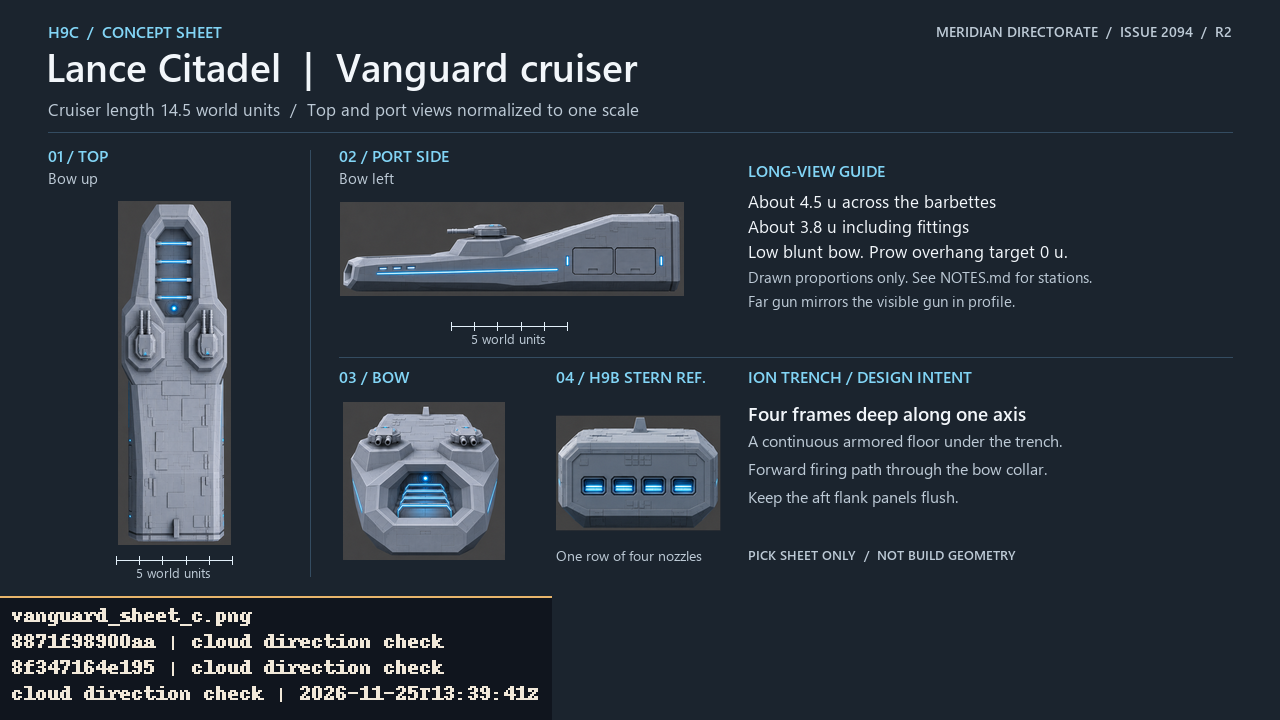 H9C / CONCEPT SHEET
MERIDIAN DIRECTORATE / ISSUE 2094 / R2
Lance Citadel | Vanguard cruiser
Cruiser length 14.5 world units / Top and port views normalized to one scale
01 / TOP
Bow up
5 world units
02 / PORT SIDE
Bow left
5 world units
LONG-VIEW GUIDE
About 4.5 u across the barbettes
About 3.8 u including fittings
Low blunt bow. Prow overhang target 0 u.
Drawn proportions only. See NOTES.md for stations.
Far gun mirrors the visible gun in profile.
03 / BOW
04 / H9B STERN REF.
One row of four nozzles
ION TRENCH / DESIGN INTENT
Four frames deep along one axis
A continuous armored floor under the trench.
Forward firing path through the bow collar.
Keep the aft flank panels flush.
PICK SHEET ONLY / NOT BUILD GEOMETRY
vanguard_sheet_c.png
8871f98900aa | cloud direction check
8f347164e195 | cloud direction check
cloud direction check | 2026-11-25T13:39:41Z